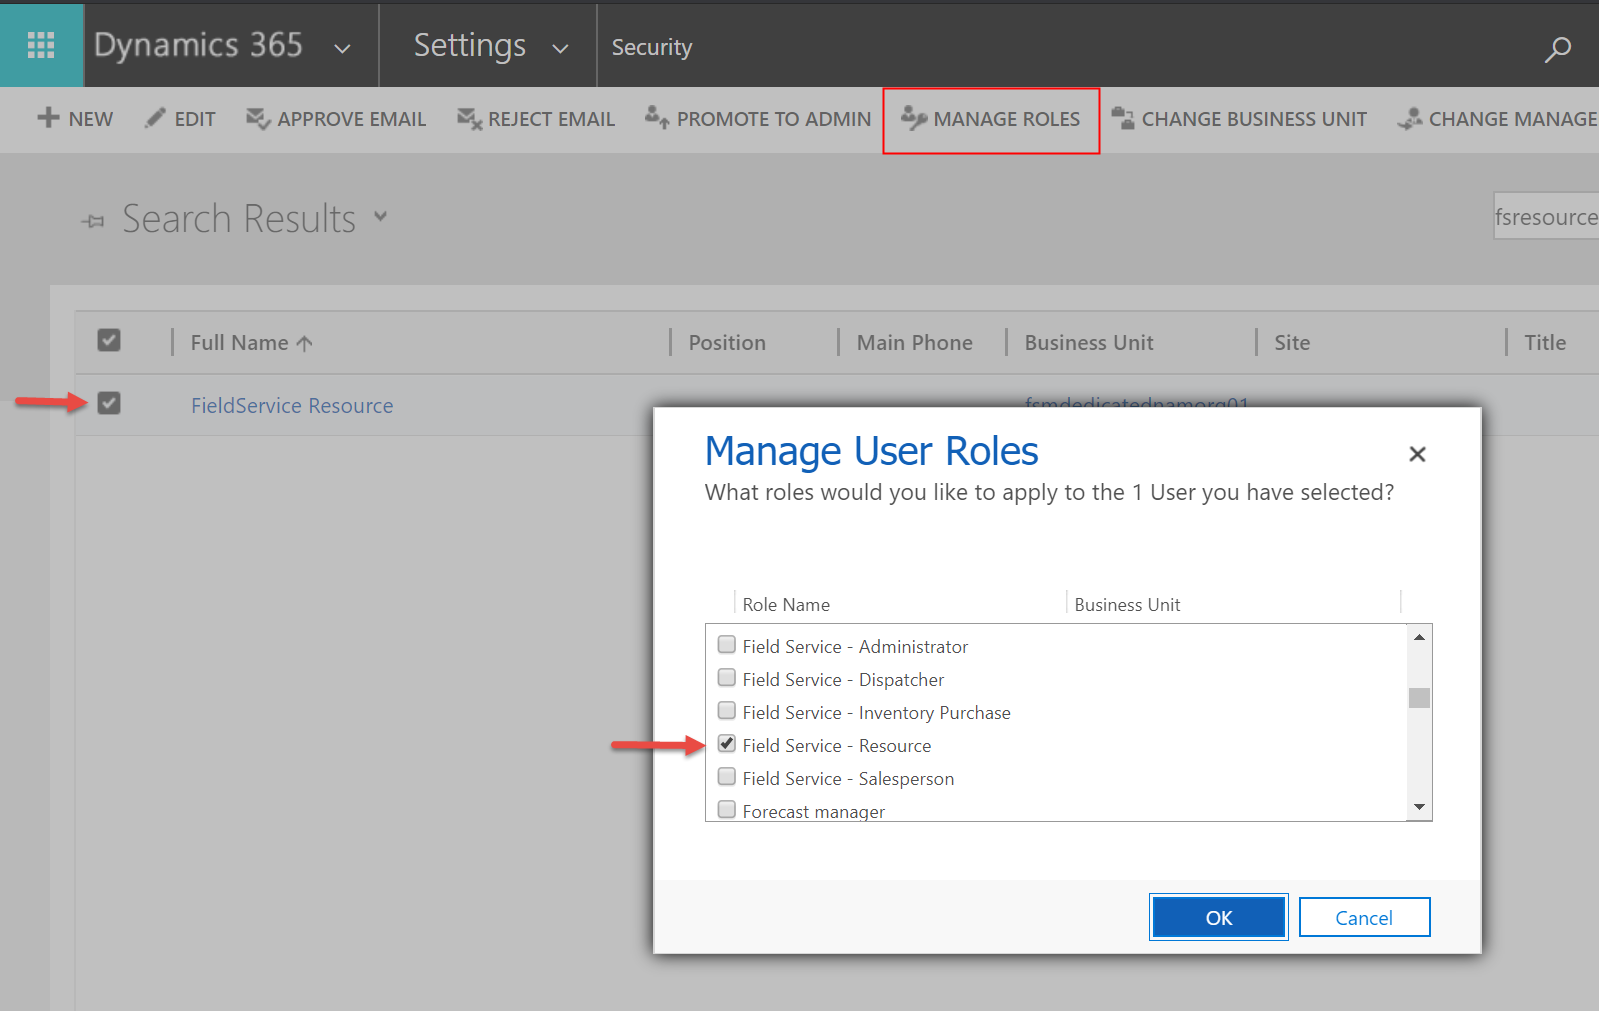 Dynamics 365 Settings Security
NEW EDIT APPROVE EMAIL REJECT EMAIL PROMOTE TO ADMIN MANAGE ROLES CHANGE BUSINESS UNIT CHANGE MANAGE
Search Results
fsresource
Full Name Position Main Phone Business Unit Site Title
FieldService Resource fsmdedicatednamorg01
Manage User Roles
What roles would you like to apply to the 1 User you have selected?
Role Name Business Unit
Field Service - Administrator
Field Service - Dispatcher
Field Service - Inventory Purchase
Field Service - Resource
Field Service - Salesperson
Forecast manager
OK Cancel